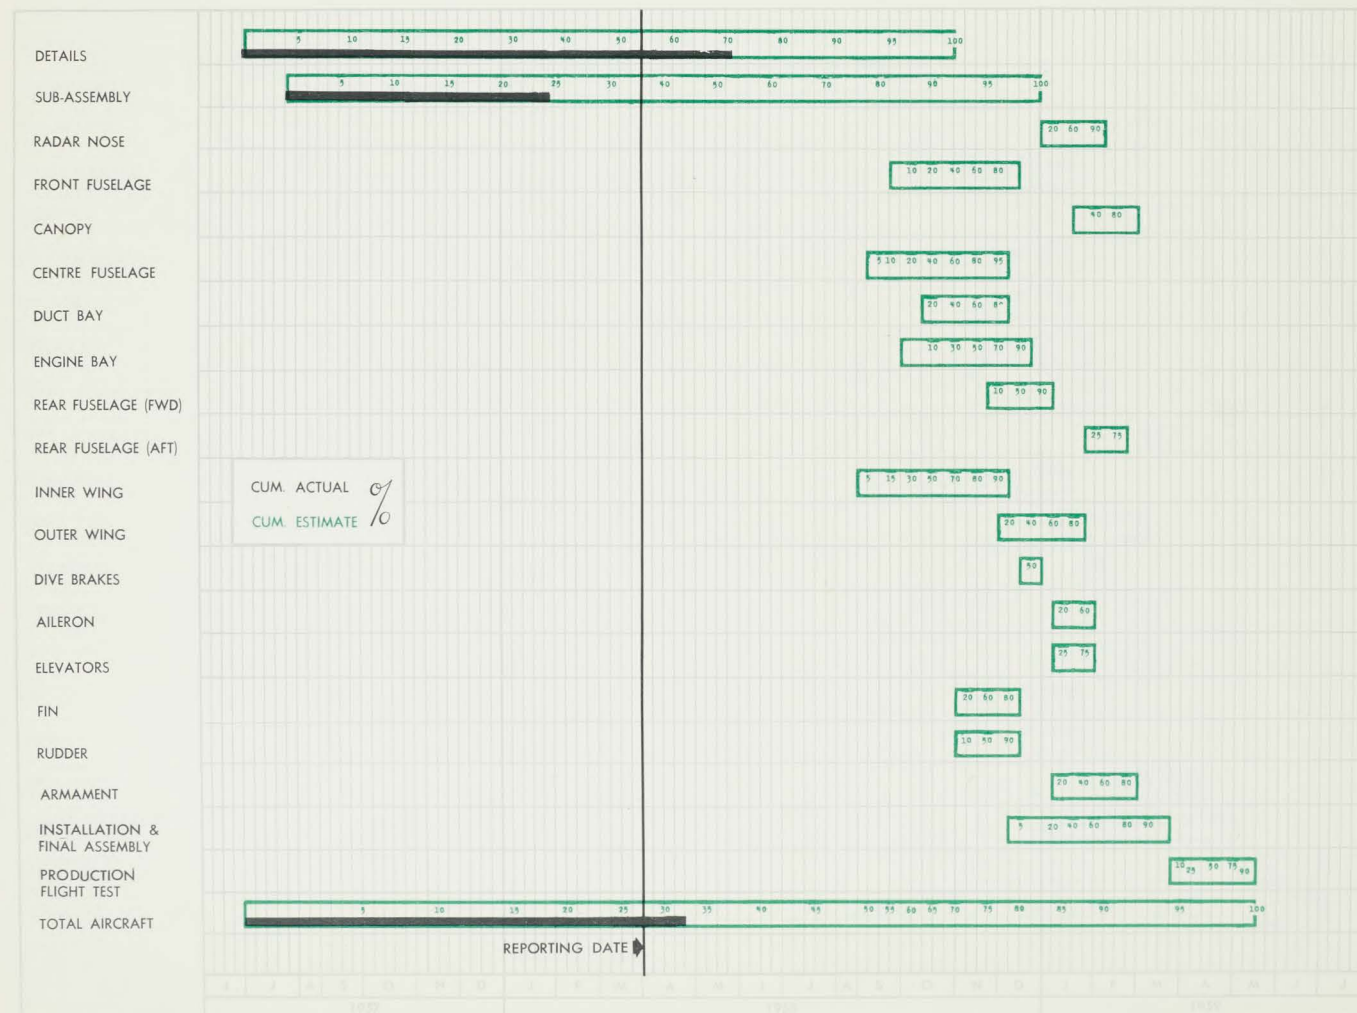 5 10 15 20 30 40 50 60 70 80 90 95 100
DETAILS
5 10 15 20 25 30 40 50 60 80 90 95 100
SUB-ASSEMBLY
20 60 90
RADAR NOSE
10 20 40 60 80
FRONT FUSELAGE
40 80
CANOPY
5 10 20 40 60 80 95
CENTRE FUSELAGE
20 40 60
DUCT BAY
10 30 50 70 90
ENGINE BAY
10 50 90
REAR FUSELAGE (FWD)
25 75
REAR FUSELAGE (AFT)
5 15 30 50 70 80 90
INNER WING
CUM. ACTUAL %
CUM. ESTIMATE
20 40 60 80
OUTER WING
50
DIVE BRAKES
20 60
AILERON
25 75
ELEVATORS
20 60 80
FIN
10 50 90
RUDDER
20 40 60 80
ARMAMENT
5 20 40 60 80 90
INSTALLATION &
FINAL ASSEMBLY
10 25 50 75 90
PRODUCTION
FLIGHT TEST
5 10 15 20 25 30 35 40 45 50 55 60 65 70 75 80 85 90 95 100
TOTAL AIRCRAFT
REPORTING DATE
J J A S O N D J F M A M J J A S O N D J F M A M J J
1957 1958 1959